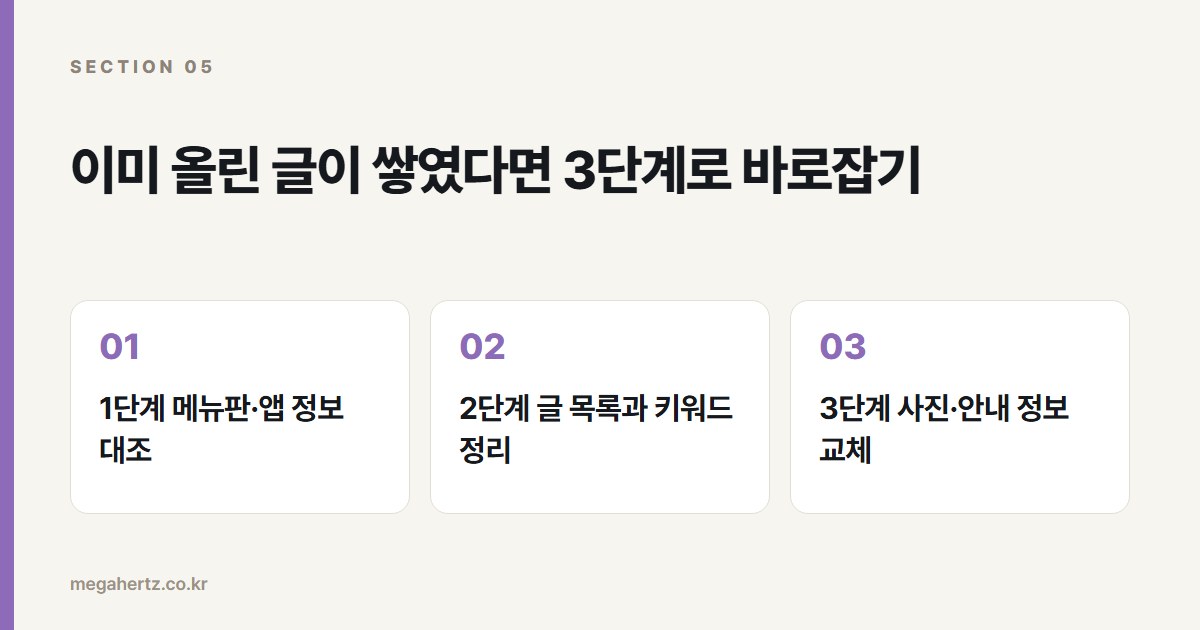 SECTION 05
이미 올린 글이 쌓였다면 3단계로 바로잡기
01
1단계 메뉴판·앱 정보
대조
02
2단계 글 목록과 키워드
정리
03
3단계 사진·안내 정보
교체
megahertz.co.kr